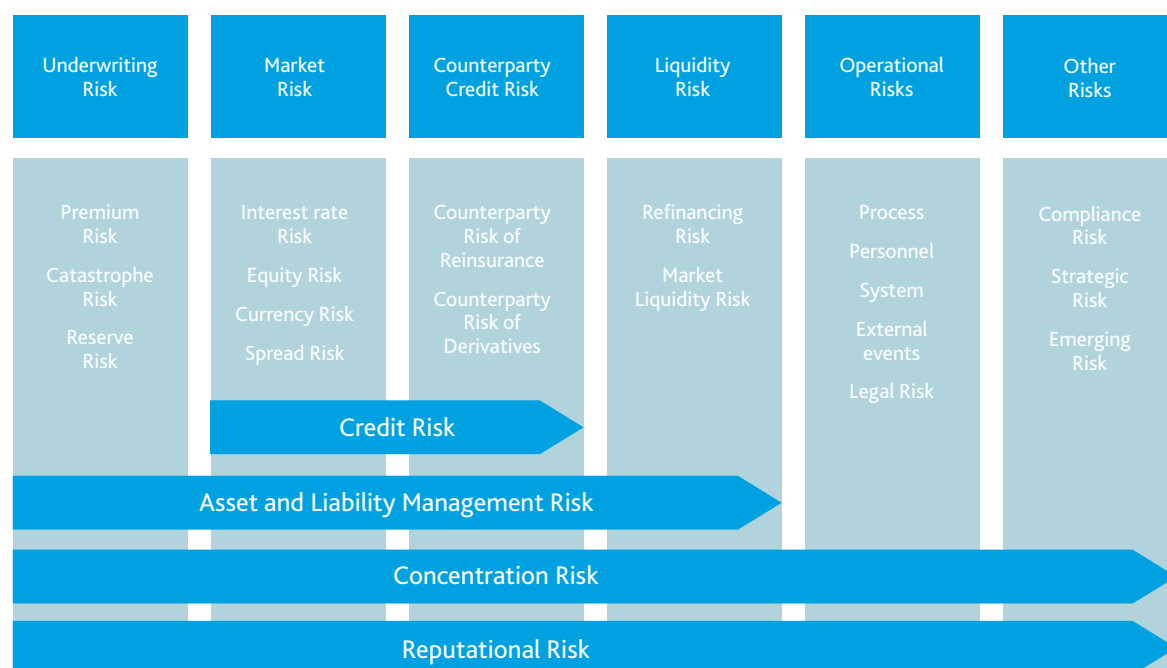 Underwriting
Risk
Market
Risk
Counterparty
Credit Risk
Liquidity
Risk
Operational
Risks
Other
Risks
Premium
Risk
Catastrophe
Risk
Reserve
Risk
Interest rate
Risk
Equity Risk
Currency Risk
Spread Risk
Counterparty
Risk of
Reinsurance
Counterparty
Risk of
Derivatives
Refinancing
Risk
Market
Liquidity Risk
Process
Personnel
System
External
events
Legal Risk
Compliance
Risk
Strategic
Risk
Emerging
Risk
Credit Risk
Asset and Liability Management Risk
Concentration Risk
Reputational Risk